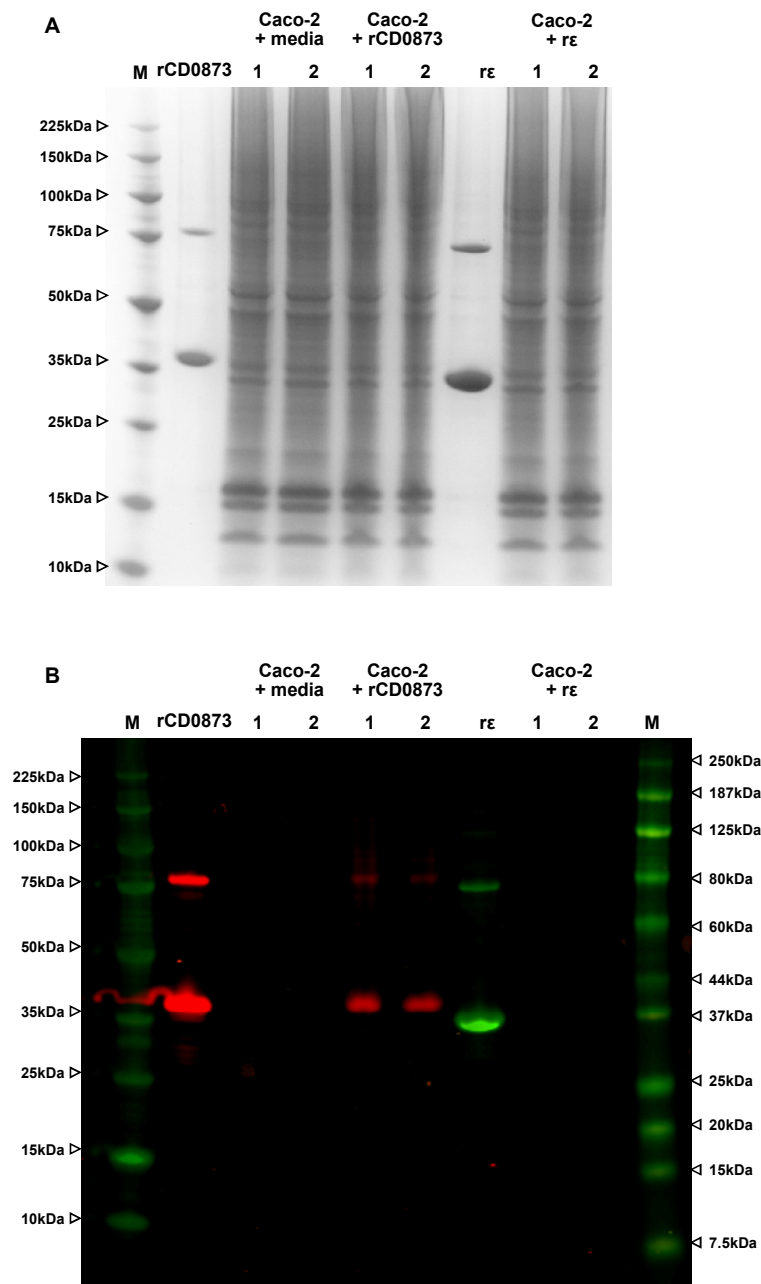 A
Caco-2 Caco-2 Caco-2
+ media + rCD0873 + rε
M rCD0873 1 2 1 2 rε 1 2
225kDa ▷
150kDa ▷
100kDa ▷
75kDa ▷
50kDa ▷
35kDa ▷
25kDa ▷
15kDa ▷
10kDa ▷
B
Caco-2 Caco-2 Caco-2
+ media + rCD0873 + rε
M rCD0873 1 2 1 2 rε 1 2 M
225kDa ▷ ◁ 250kDa
150kDa ▷ ◁ 187kDa
100kDa ▷ ◁ 125kDa
75kDa ▷ ◁ 80kDa
50kDa ▷ ◁ 60kDa
◁ 44kDa
35kDa ▷ ◁ 37kDa
25kDa ▷ ◁ 25kDa
◁ 20kDa
15kDa ▷ ◁ 15kDa
10kDa ▷ ◁ 7.5kDa